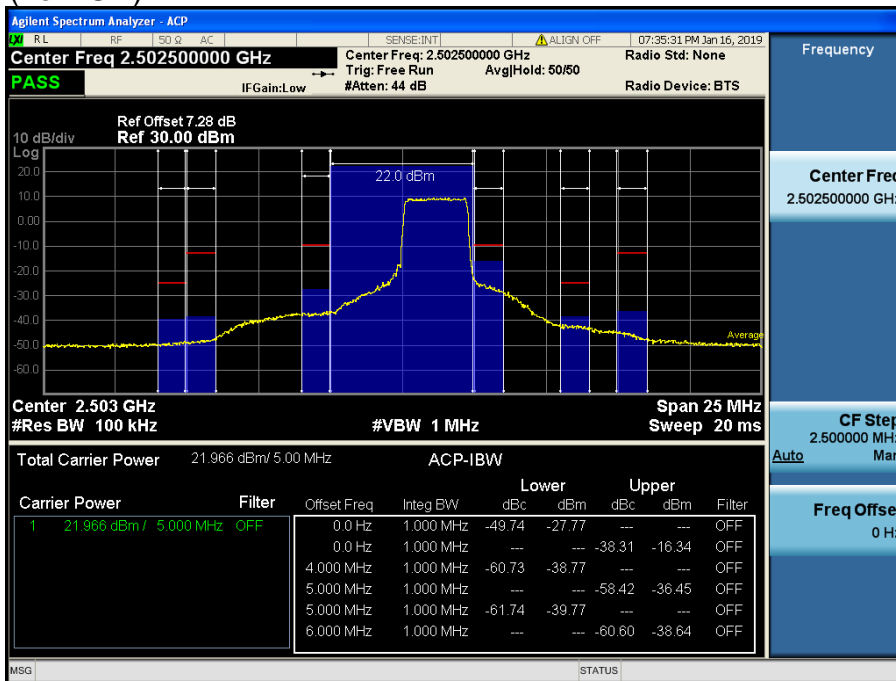 Agilent Spectrum Analyzer - ACP
LXI RL RF 50 Ω AC SENSE:INT ALIGN OFF 07:35:31 PM Jan 16, 2019
Center Freq 2.502500000 GHz
Center Freq: 2.502500000 GHz
Radio Std: None
Trig: Free Run
Avg|Hold: 50/50
PASS
IFGain:Low
#Atten: 44 dB
Radio Device: BTS
Ref Offset 7.28 dB
10 dB/div Ref 30.00 dBm
Log
22.0 dBm
20.0
10.0
0.00
-10.0
-20.0
-30.0
-40.0
-50.0
-60.0
Average
Center 2.503 GHz Span 25 MHz
#Res BW 100 kHz #VBW 1 MHz Sweep 20 ms
Total Carrier Power 21.966 dBm/ 5.00 MHz ACP-IBW
Lower Upper
Carrier Power Filter Offset Freq Integ BW dBc dBm dBc dBm Filter
1 21.966 dBm / 5.000 MHz OFF 0.0 Hz 1.000 MHz -49.74 -27.77 --- --- OFF
0.0 Hz 1.000 MHz --- --- -38.31 -16.34 OFF
4.000 MHz 1.000 MHz -60.73 -38.77 --- --- OFF
5.000 MHz 1.000 MHz --- --- -58.42 -36.45 OFF
5.000 MHz 1.000 MHz -61.74 -39.77 --- --- OFF
6.000 MHz 1.000 MHz --- --- -60.60 -38.64 OFF
MSG STATUS
Frequency
Center Freq
2.502500000 GHz
CF Step
2.500000 MHz
Auto Man
Freq Offset
0 Hz